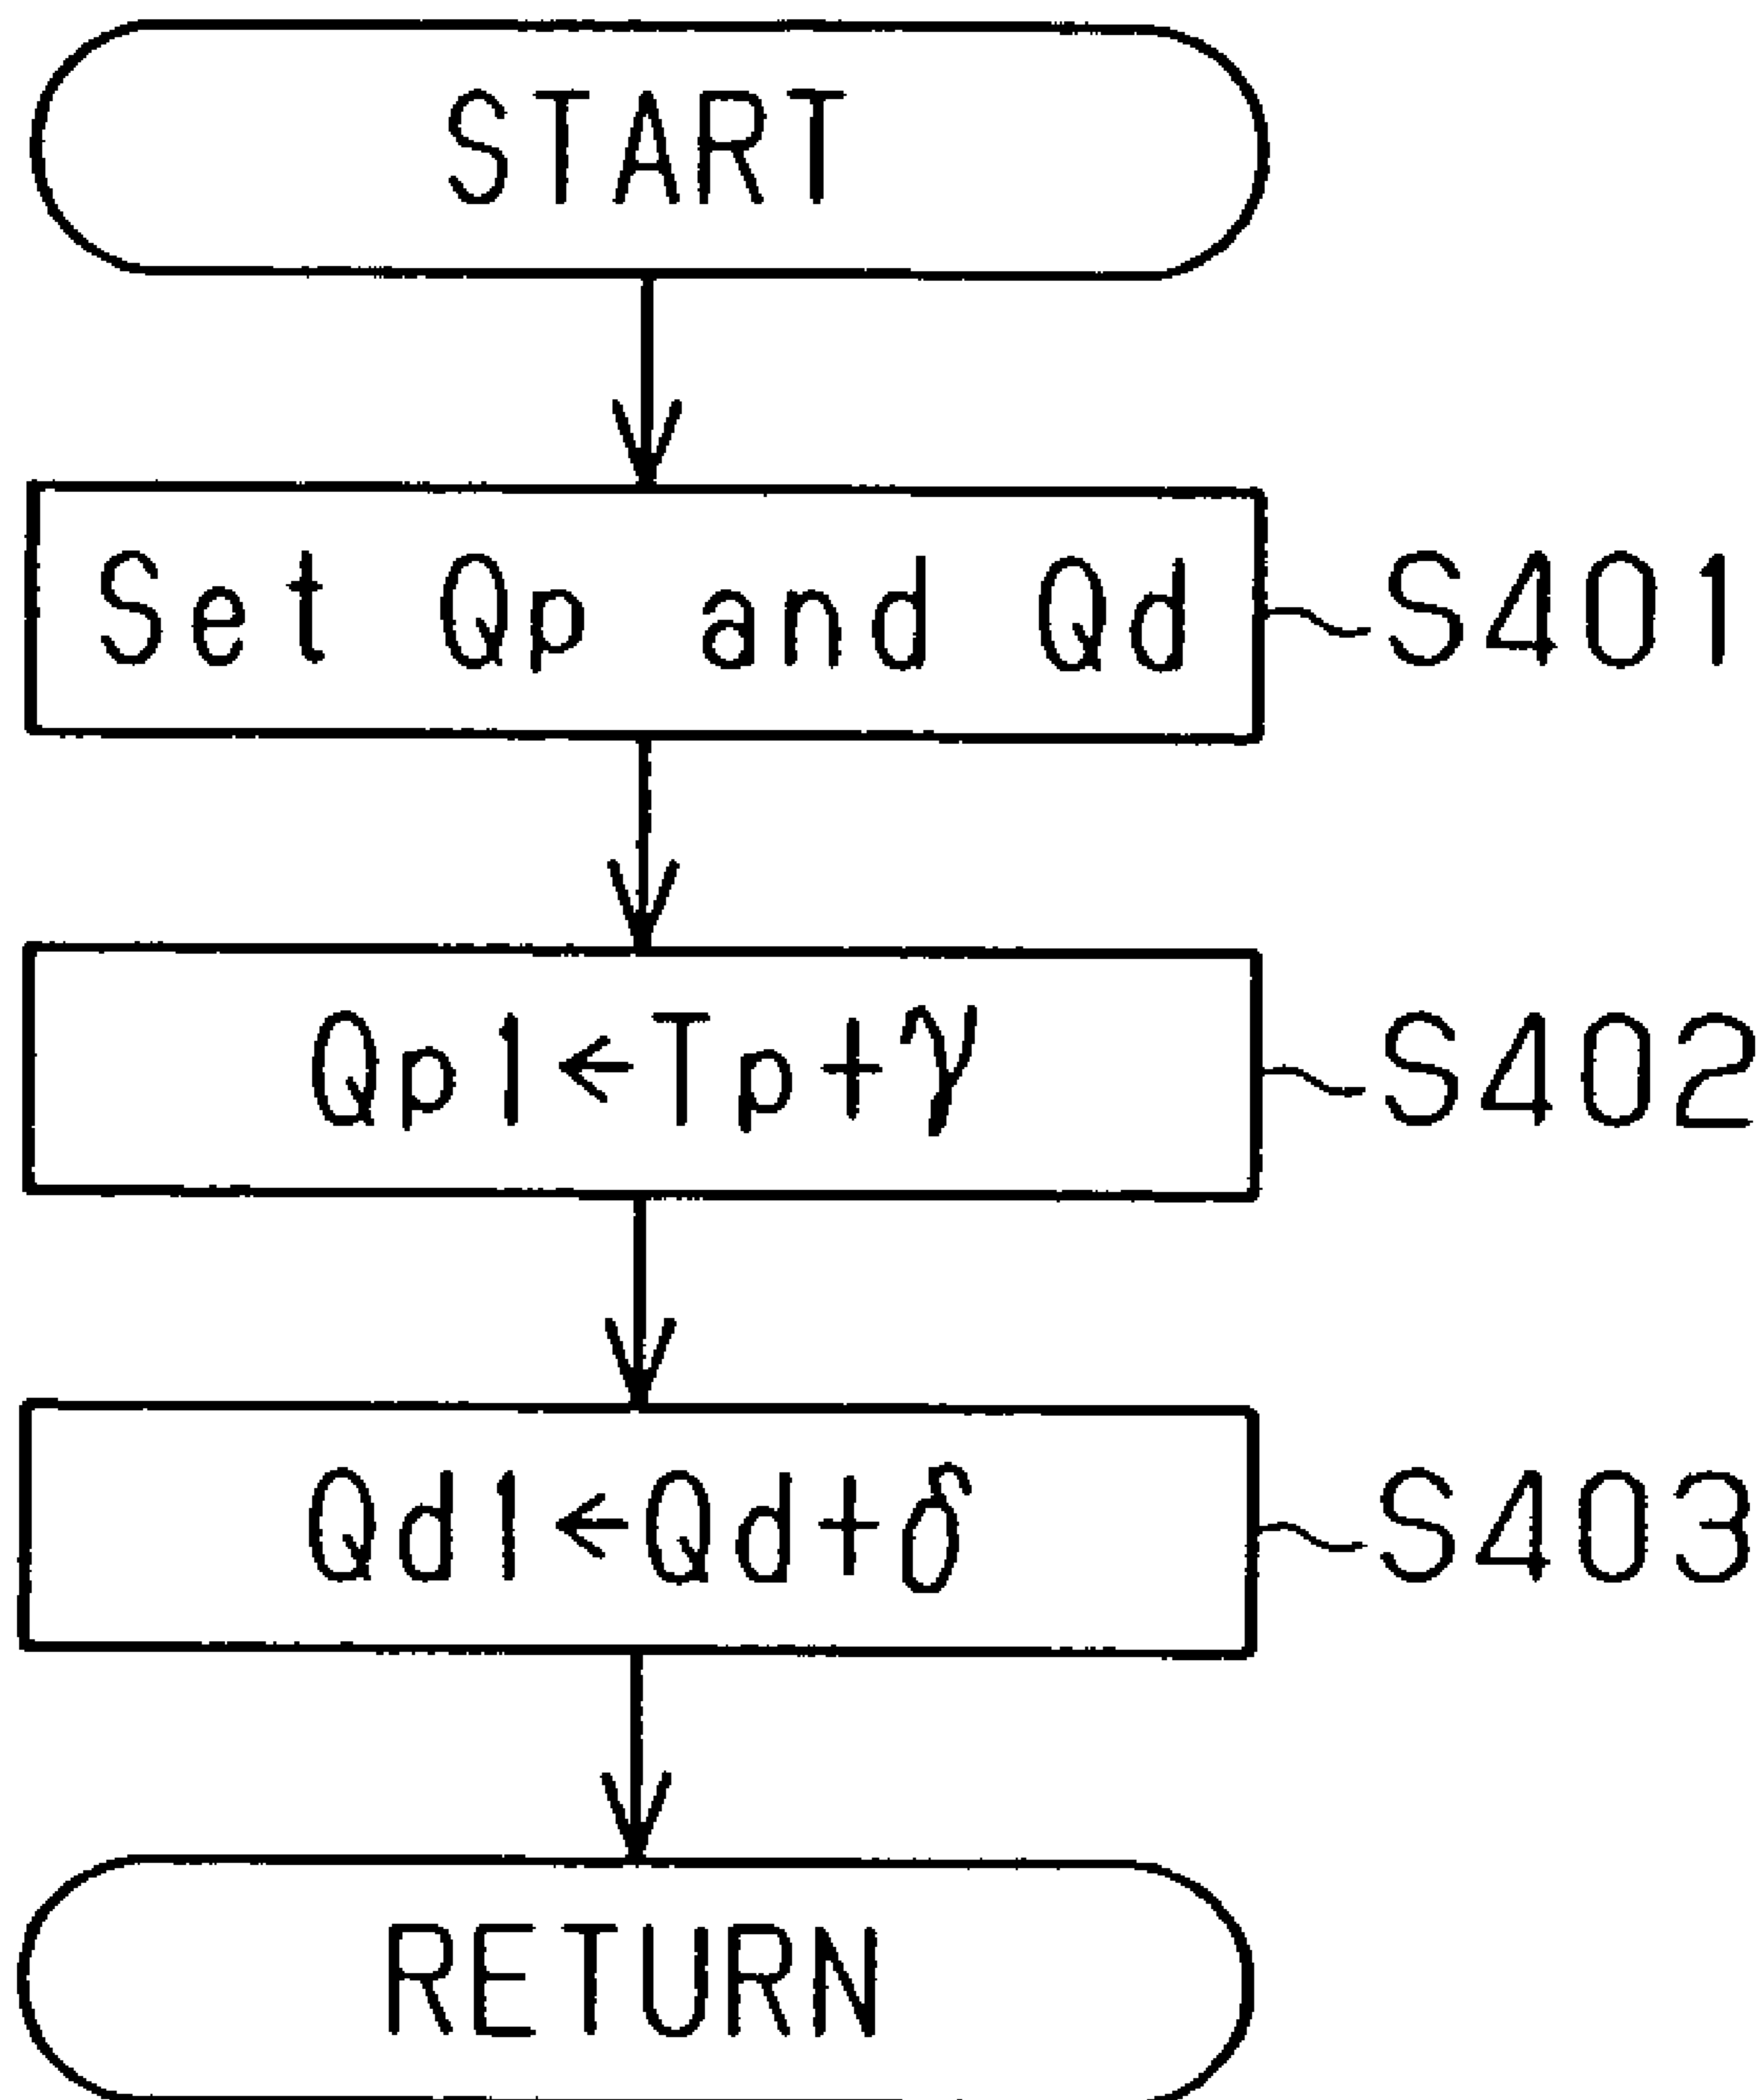 START
Set Qp and Qd
S401
Qp1←Tp+γ
S402
Qd1←Qd+δ
S403
RETURN